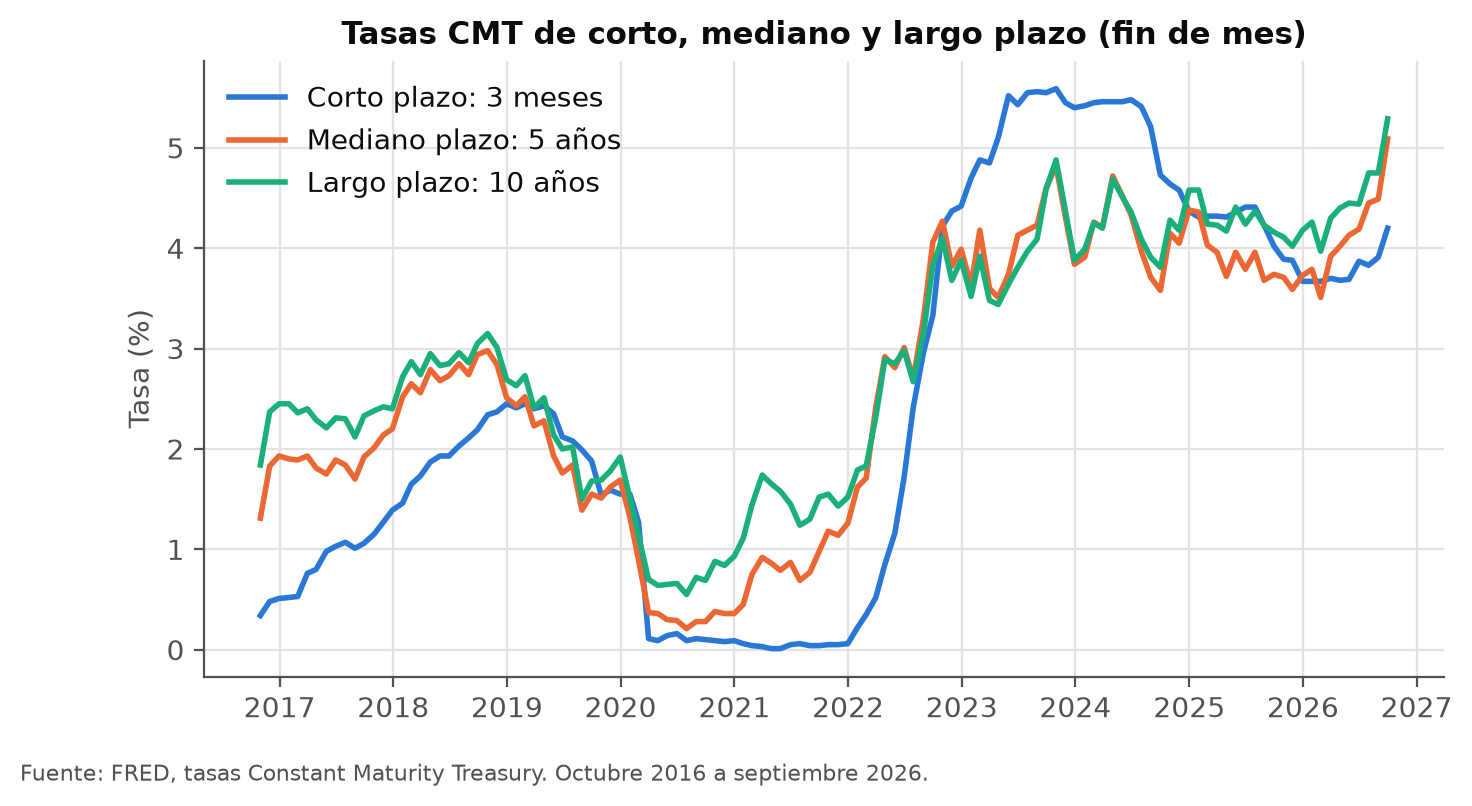 Tasas CMT de corto, mediano y largo plazo (fin de mes)
Corto plazo: 3 meses
Mediano plazo: 5 años
Largo plazo: 10 años
Tasa (%)
5
4
3
2
1
0
2017 2018 2019 2020 2021 2022 2023 2024 2025 2026 2027
Fuente: FRED, tasas Constant Maturity Treasury. Octubre 2016 a septiembre 2026.